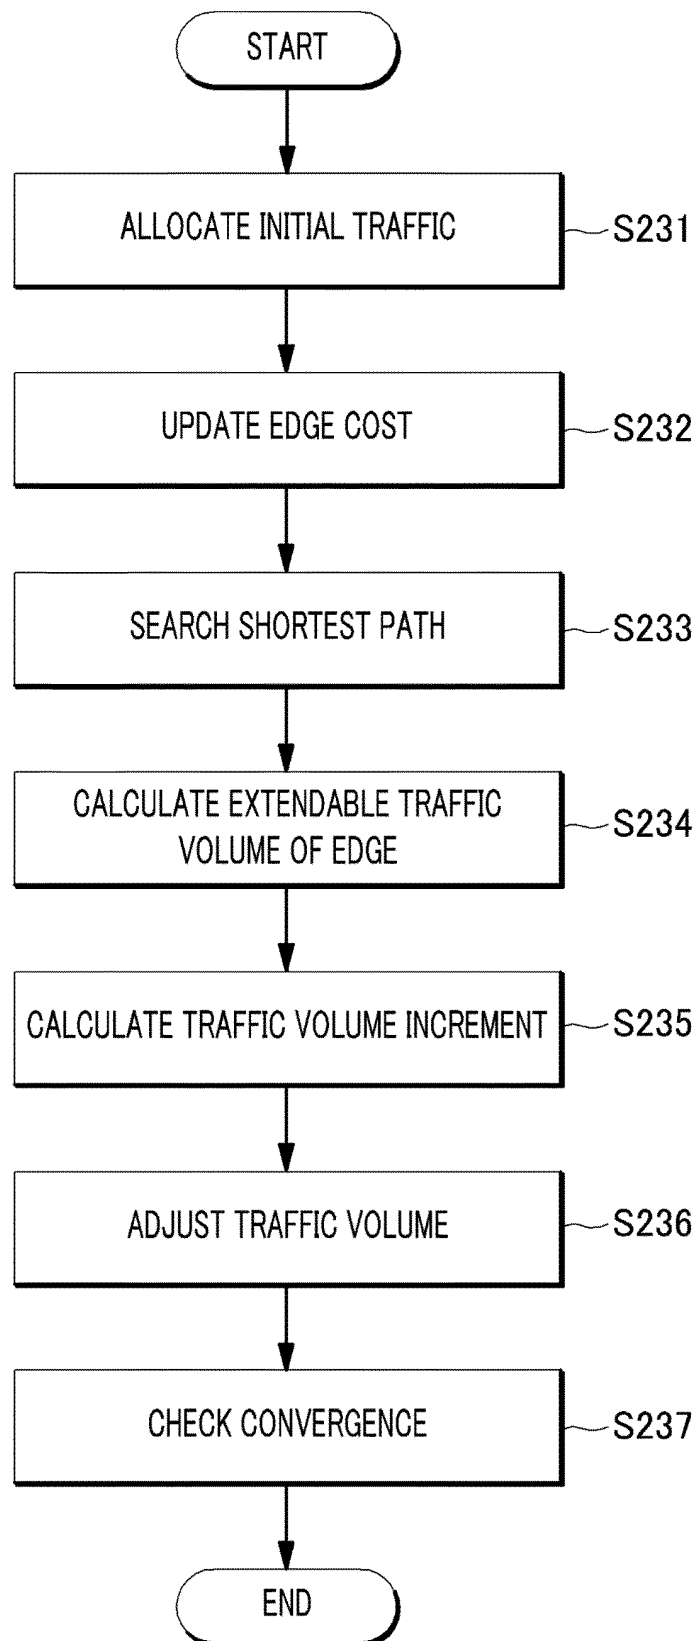 START
ALLOCATE INITIAL TRAFFIC
S231
UPDATE EDGE COST
S232
SEARCH SHORTEST PATH
S233
CALCULATE EXTENDABLE TRAFFIC
VOLUME OF EDGE
S234
CALCULATE TRAFFIC VOLUME INCREMENT
S235
ADJUST TRAFFIC VOLUME
S236
CHECK CONVERGENCE
S237
END